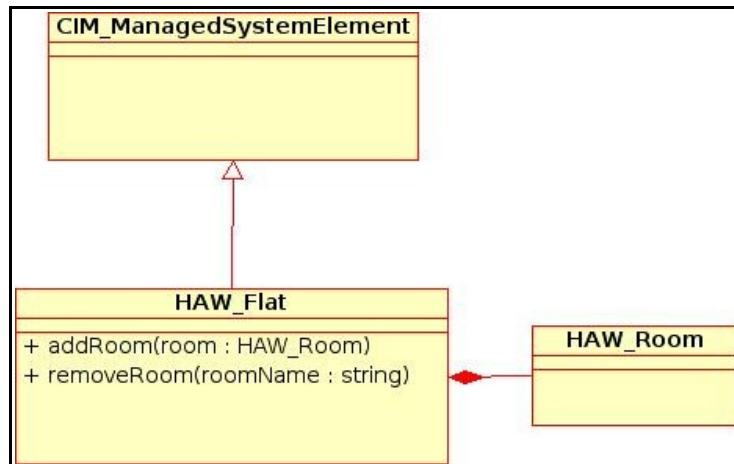 CIM_ManagedSystemElement
HAW_Flat
+ addRoom(room : HAW_Room)
+ removeRoom(roomName : string)
HAW_Room